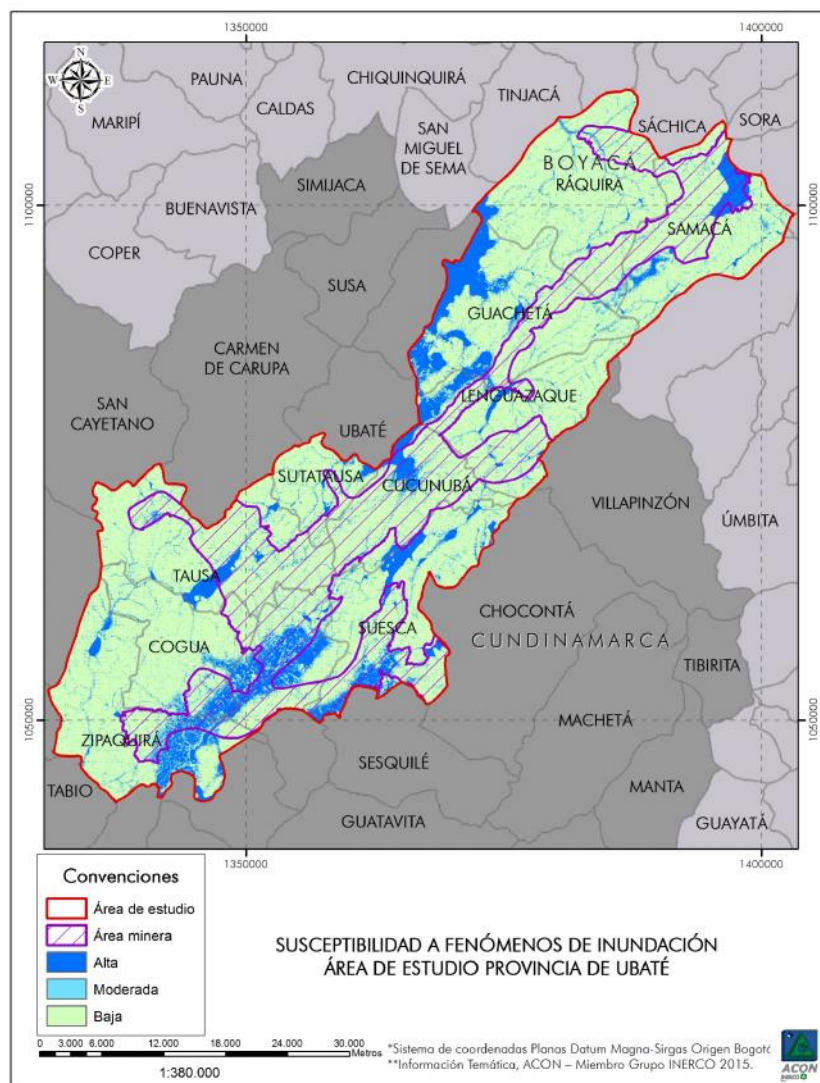 1350000
1400000
N
W
E
S
PAUNA
CHIQUINQUIRÁ
TINJACÁ
MARIPÍ
CALDAS
SAN
MIGUEL
DE SEMA
SÁCHICA
SORA
BOYACÁ
RÁQUIRA
SIMIJACA
BUENAVISTA
1100000
1100000
SAMACÁ
COPER
SUSA
GUACHETÁ
CARMEN
DE CARUPA
LENGUAZAQUE
SAN
CAYETANO
UBATÉ
SUTATAUSA
CUCUNUBÁ
VILLAPINZÓN
ÚMBITA
TAUSA
CHOCONTÁ
SUESCA
CUNDINAMARCA
COGUA
TIBIRITA
1050000
1050000
ZIPAQUIRÁ
MACHETÁ
SESQUILÉ
TABIO
MANTA
GUATAVITA
GUAYATÁ
1350000
1400000
Convenciones
Área de estudio
Área minera
Alta
Moderada
Baja
SUSCEPTIBILIDAD A FENÓMENOS DE INUNDACIÓN
ÁREA DE ESTUDIO PROVINCIA DE UBATÉ
0 3.000 6.000 12.000 18.000 24.000 30.000
Metros
1:380.000
*Sistema de coordenadas Planas Datum Magna-Sirgas Origen Bogotá
**Información Temática, ACON – Miembro Grupo INERCO 2015.
ACON
INERCO